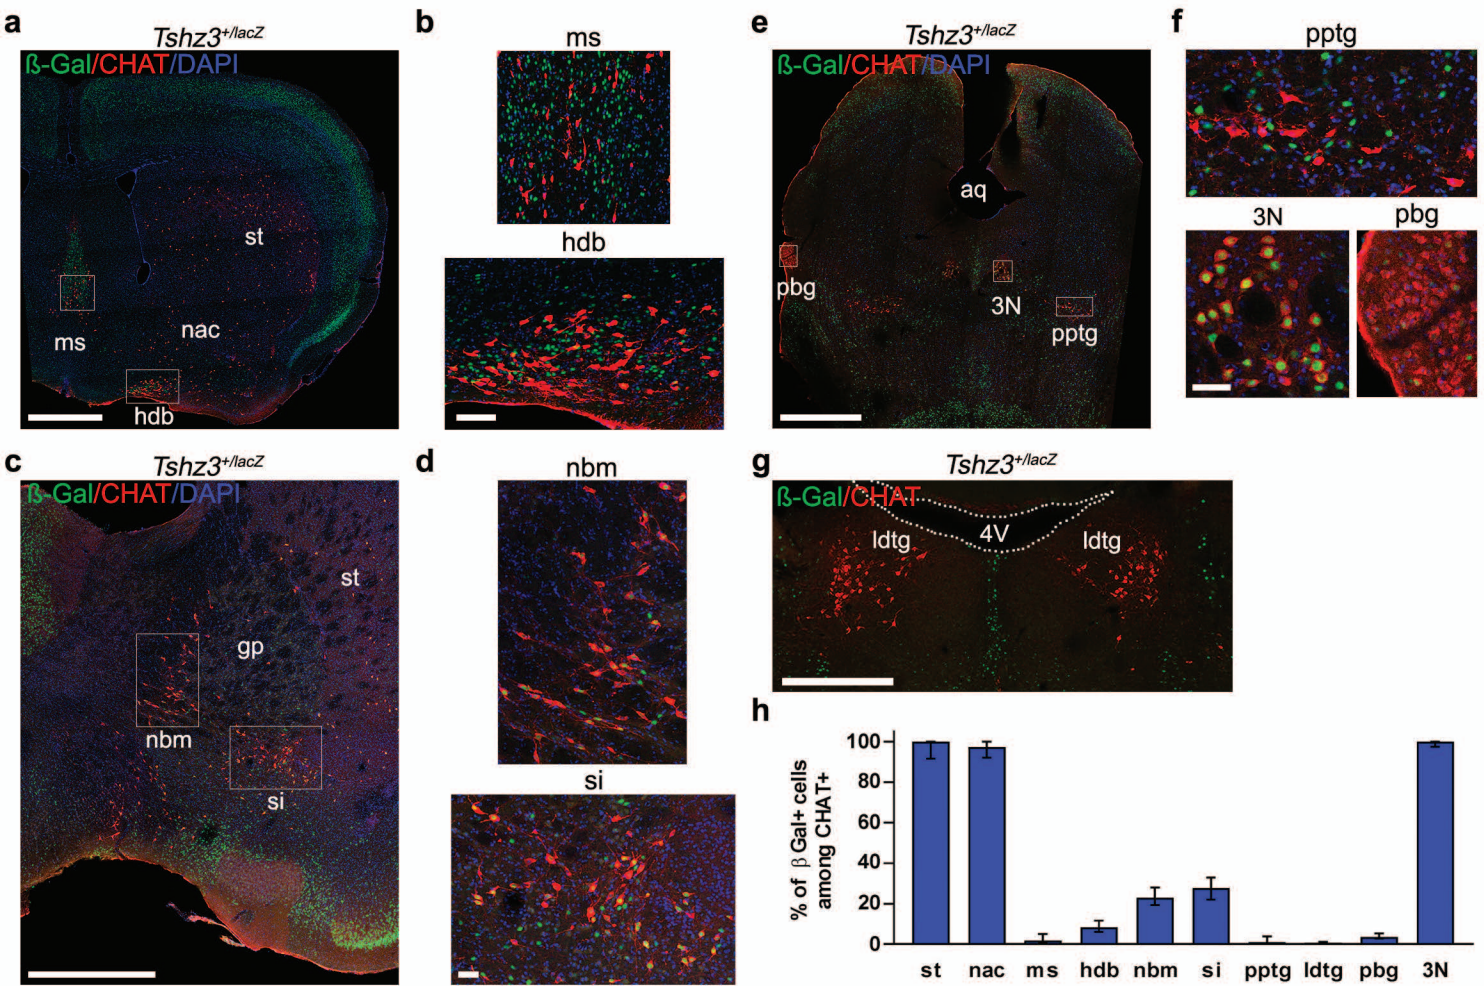 a
Tshz3+/lacZ
ß-Gal/CHAT/DAPI
st
nac
ms
hdb
b
ms
hdb
c
Tshz3+/lacZ
ß-Gal/CHAT/DAPI
st
gp
nbm
si
d
nbm
si
e
Tshz3+/lacZ
ß-Gal/CHAT/DAPI
aq
pbg
3N
pptg
f
pptg
3N
pbg
g
Tshz3+/lacZ
ß-Gal/CHAT
ldtg
4V
ldtg
h
% of β Gal+ cells
among CHAT+
100
80
60
40
20
0
st nac ms hdb nbm si pptg ldtg pbg 3N